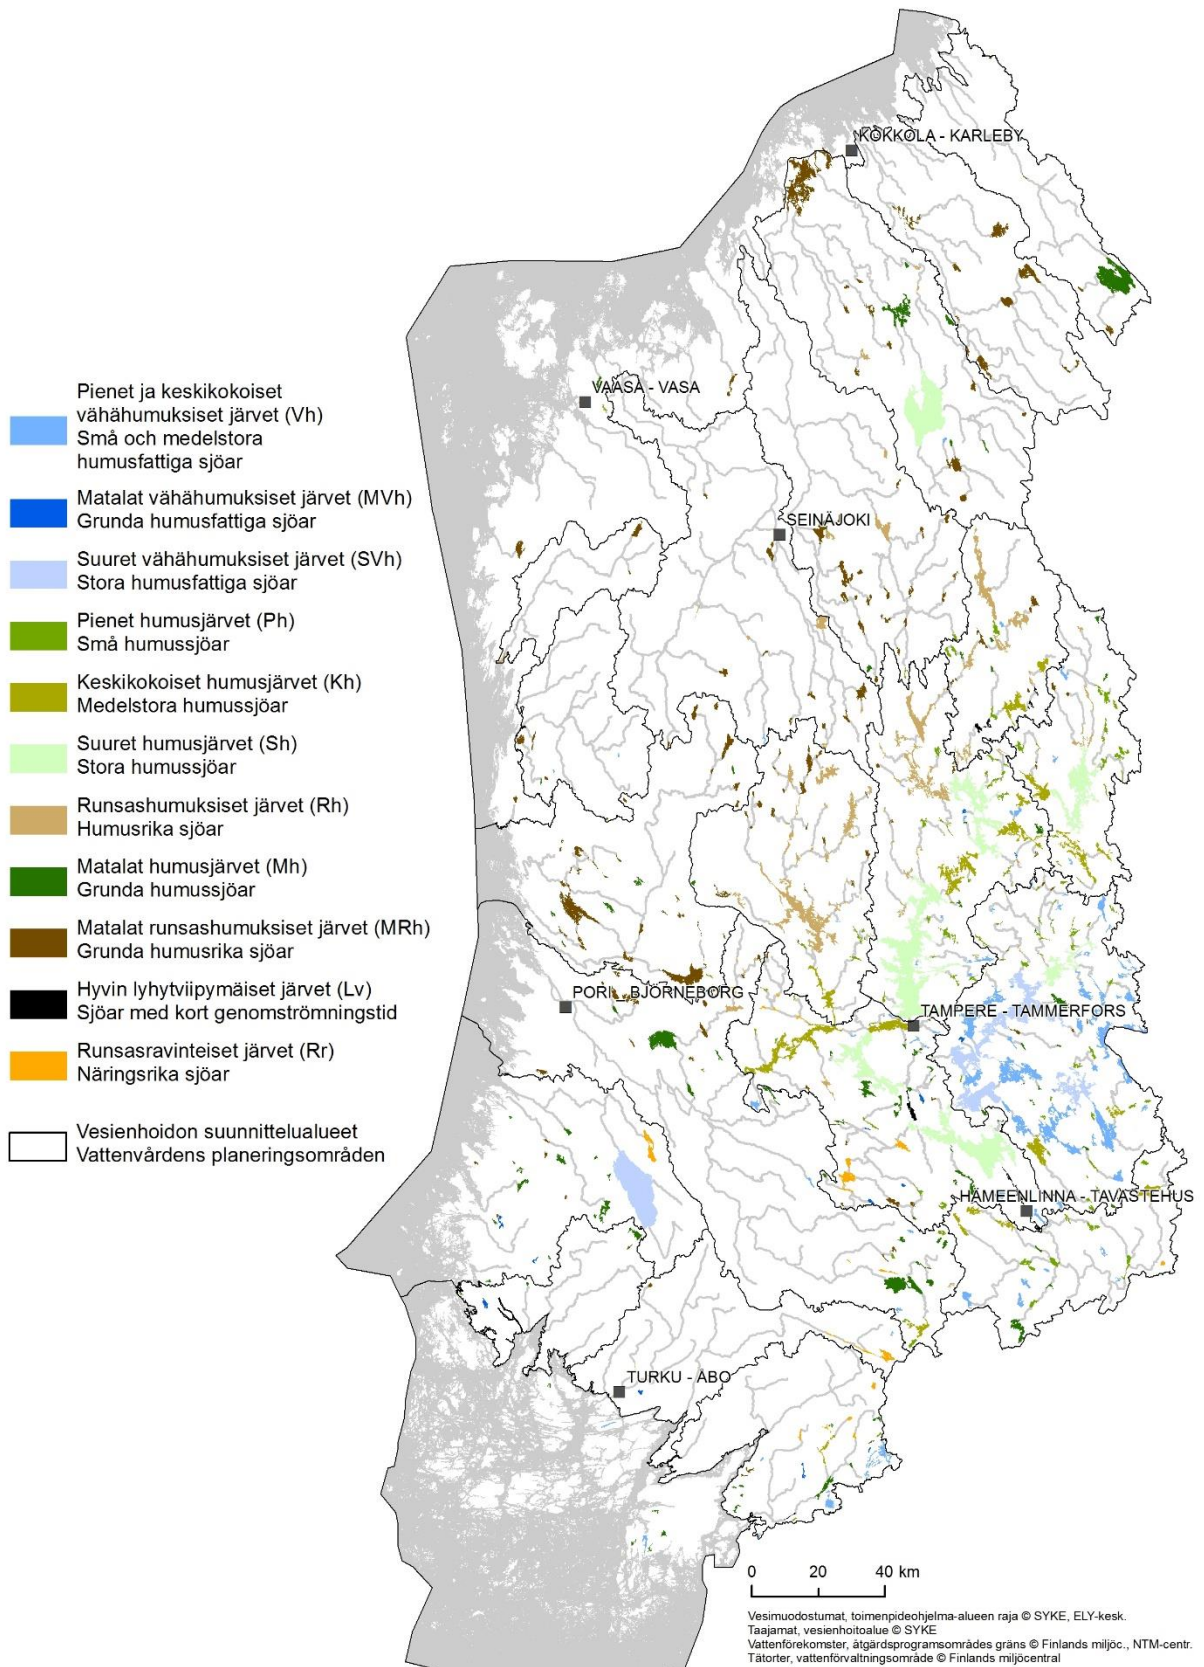 KOKKOLA - KARLEBY
VAASA - VASA
SEINÄJOKI
PORI_ BJÖRNEBORG
TAMPERE - TAMMERFORS
HÄMEENLINNA - TAVASTEHUS
TURKU - ÅBO
Pienet ja keskikokoiset
vähähumuksiset järvet (Vh)
Små och medelstora
humusfattiga sjöar
Matalat vähähumuksiset järvet (MVh)
Grunda humusfattiga sjöar
Suuret vähähumuksiset järvet (SVh)
Stora humusfattiga sjöar
Pienet humusjärvet (Ph)
Små humussjöar
Keskikokoiset humusjärvet (Kh)
Medelstora humussjöar
Suuret humusjärvet (Sh)
Stora humussjöar
Runsashumuksiset järvet (Rh)
Humusrika sjöar
Matalat humusjärvet (Mh)
Grunda humussjöar
Matalat runsashumuksiset järvet (MRh)
Grunda humusrika sjöar
Hyvin lyhytviipymäiset järvet (Lv)
Sjöar med kort genomströmningstid
Runsasravinteiset järvet (Rr)
Näringsrika sjöar
Vesienhoidon suunnittelualueet
Vattenvårdens planeringsområden
0 20 40 km
Vesimuodostumat, toimenpideohjelma-alueen raja © SYKE, ELY-kesk.
Taajamat, vesienhoitoalue © SYKE
Vattenförekomster, åtgärdsprogramsområdes gräns © Finlands miljöc., NTM-centr.
Tätorter, vattenförvaltningsområde © Finlands miljöcentral